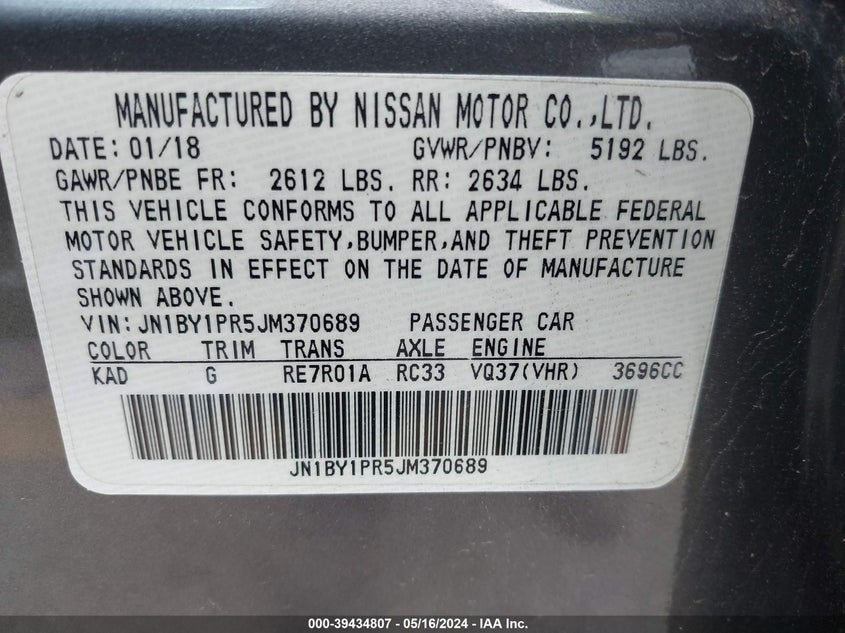 MANUFACTURED BY NISSAN MOTOR CO.,LTD.
DATE: 01/18 GVWR/PNBV: 5192 LBS.
GAWR/PNBE FR: 2612 LBS. RR: 2634 LBS.
THIS VEHICLE CONFORMS TO ALL APPLICABLE FEDERAL
MOTOR VEHICLE SAFETY,BUMPER,AND THEFT PREVENTION
STANDARDS IN EFFECT ON THE DATE OF MANUFACTURE
SHOWN ABOVE.
VIN: JN1BY1PR5JM370689 PASSENGER CAR
COLOR TRIM TRANS AXLE ENGINE
KAD G RE7R01A RC33 VQ37(VHR) 3696CC
JN1BY1PR5JM370689
000-39434807 - 05/16/2024 - IAA Inc.